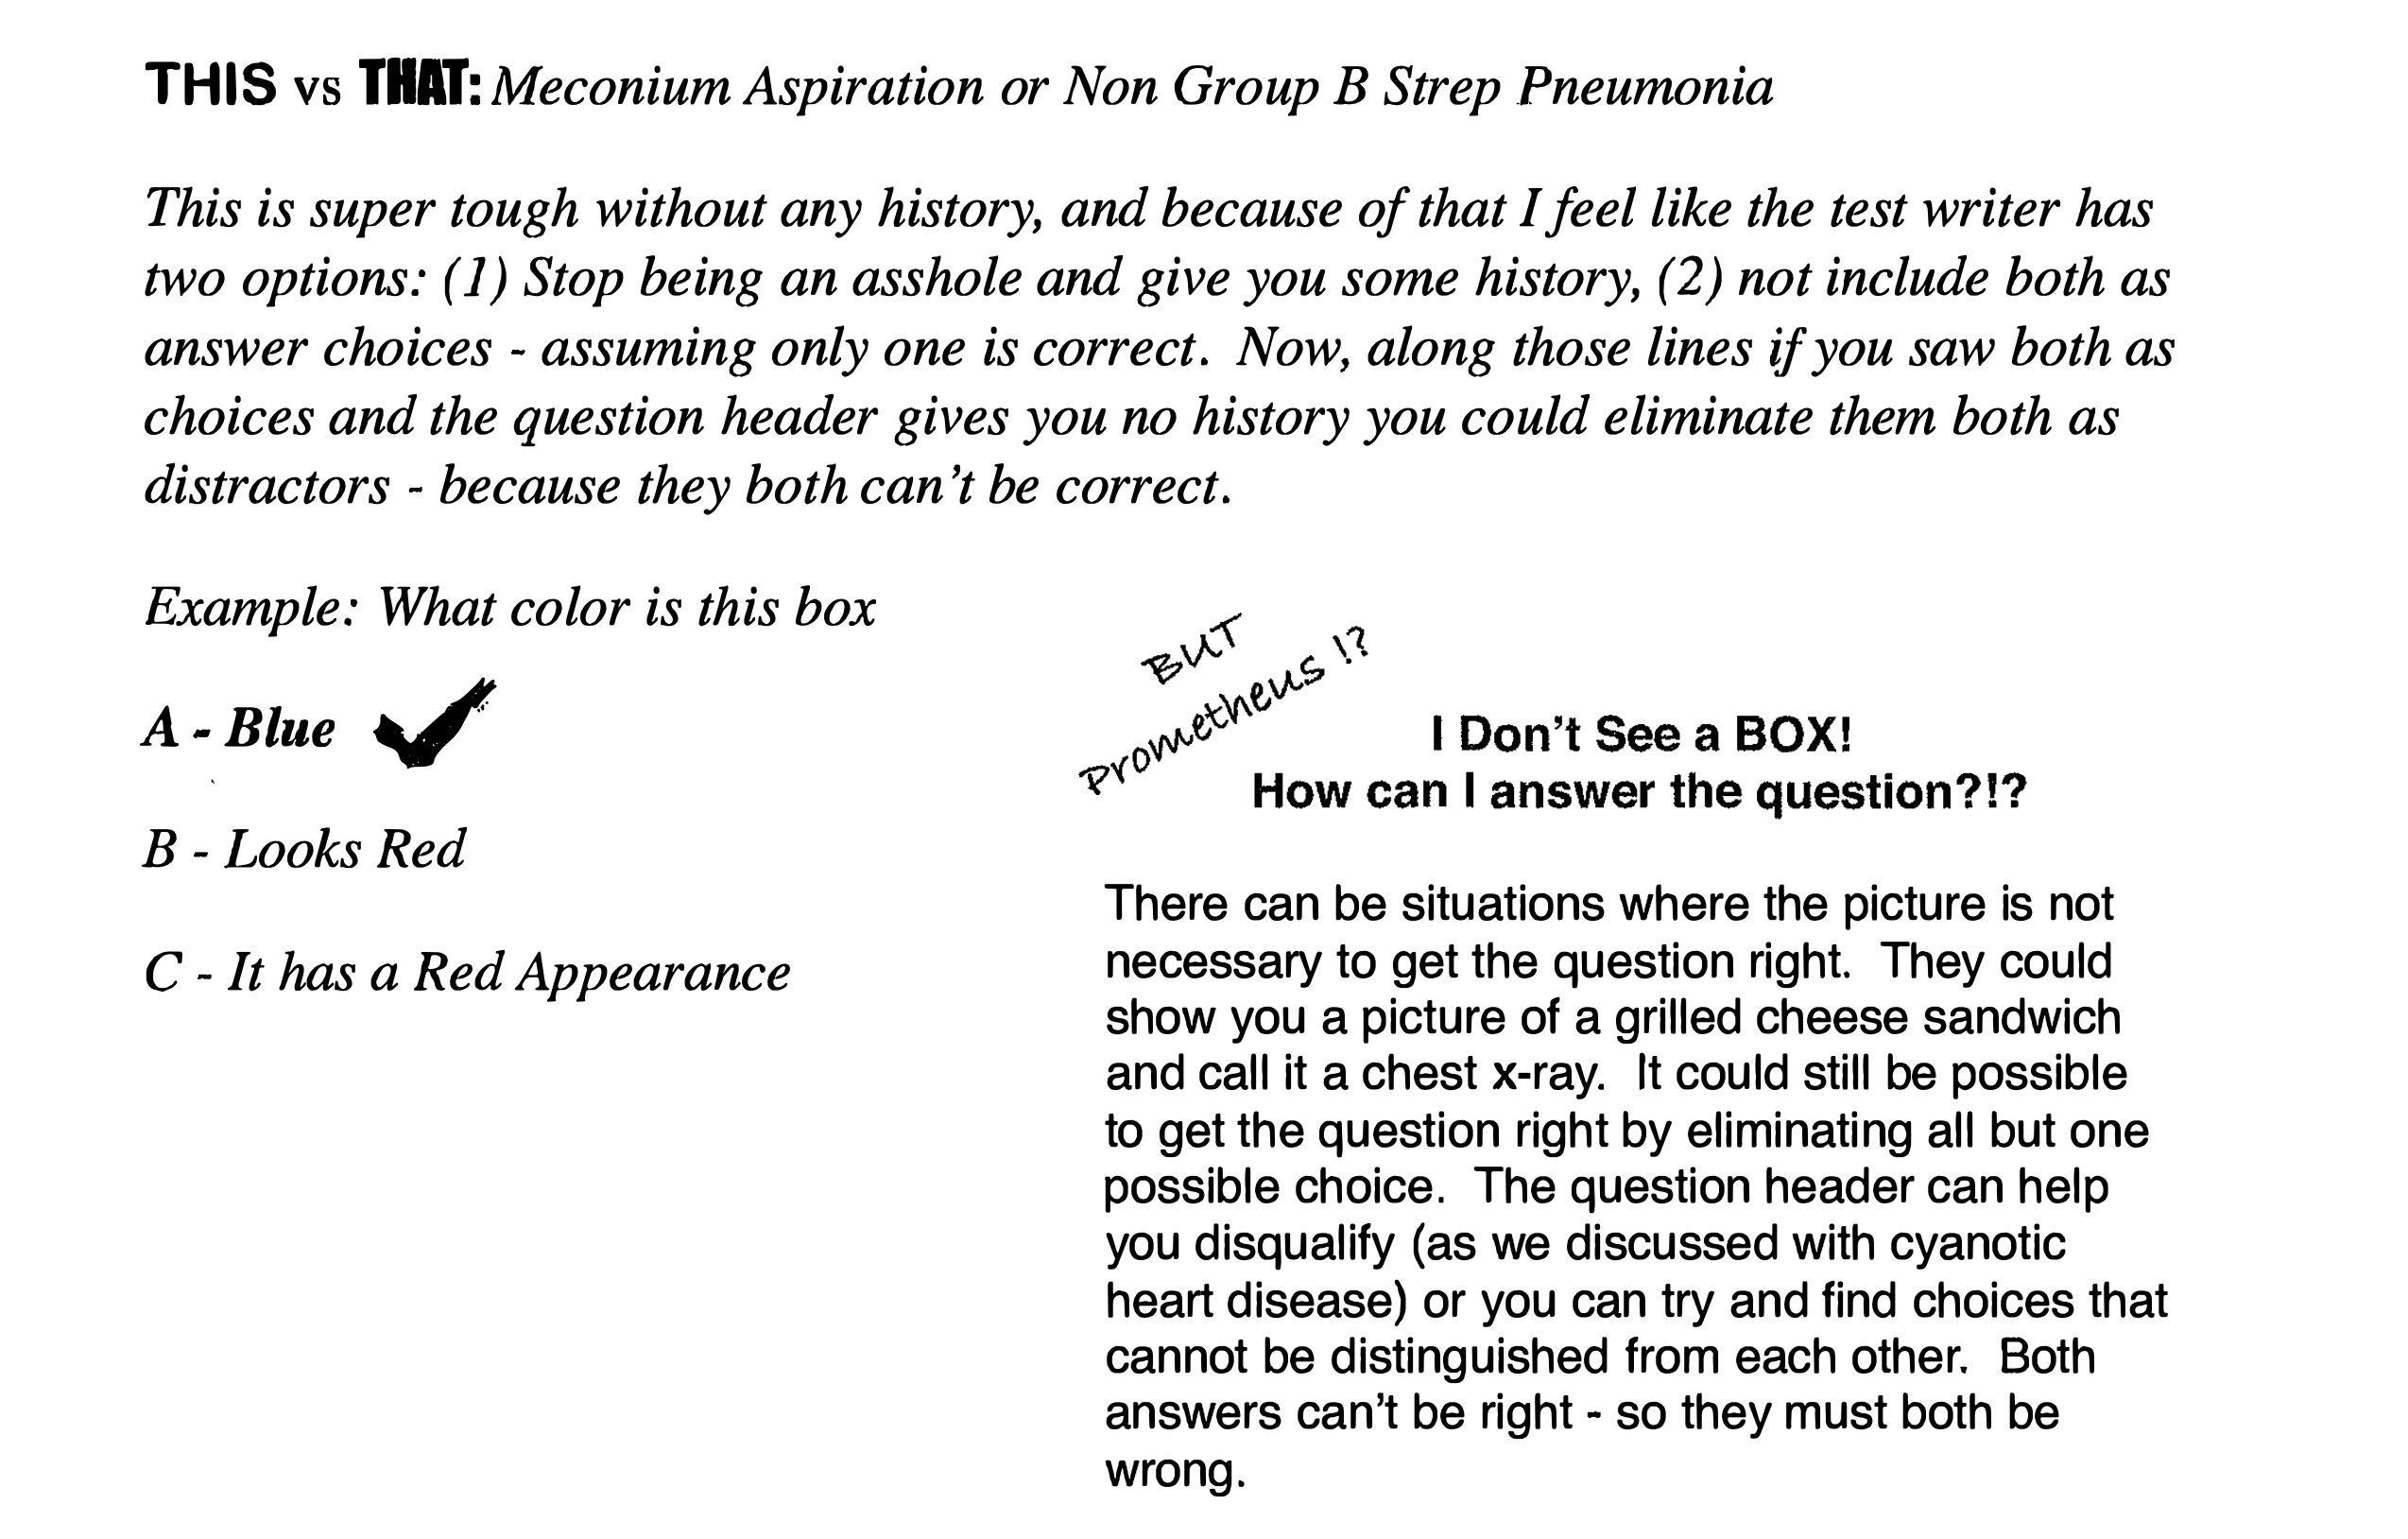 THIS vs THAT: Meconium Aspiration or Non Group B Strep Pneumonia
This is super tough without any history, and because of that I feel like the test writer has
two options: (1) Stop being an asshole and give you some history, (2) not include both as
answer choices - assuming only one is correct. Now, along those lines if you saw both as
choices and the question header gives you no history you could eliminate them both as
distractors - because they both can't be correct.
Example: What color is this box
A - Blue
B - Looks Red
C - It has a Red Appearance
BUT
Prometheus !?
I Don't See a BOX!
How can I answer the question?!?
There can be situations where the picture is not
necessary to get the question right. They could
show you a picture of a grilled cheese sandwich
and call it a chest x-ray. It could still be possible
to get the question right by eliminating all but one
possible choice. The question header can help
you disqualify (as we discussed with cyanotic
heart disease) or you can try and find choices that
cannot be distinguished from each other. Both
answers can't be right - so they must both be
wrong.